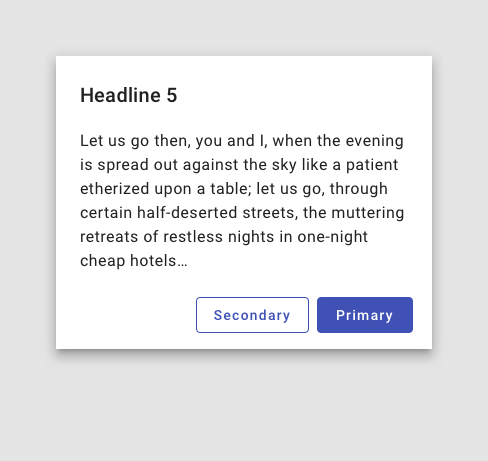 Headline 5
Let us go then, you and I, when the evening
is spread out against the sky like a patient
etherized upon a table; let us go, through
certain half-deserted streets, the muttering
retreats of restless nights in one-night
cheap hotels…
Secondary
Primary